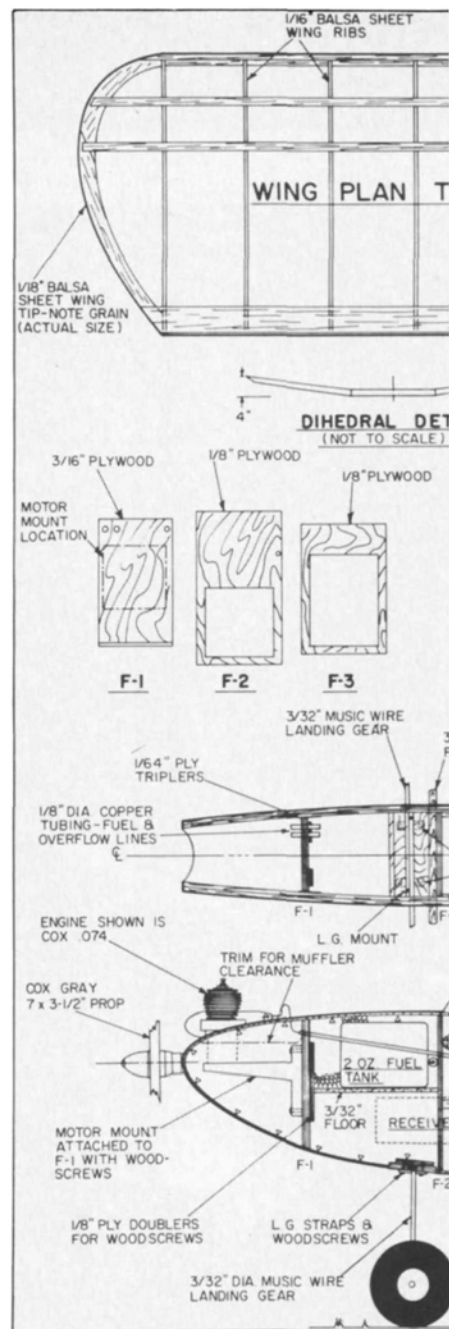 1/16" BALSA SHEET
WING RIBS
WING PLAN T
1/18" BALSA
SHEET WING
TIP-NOTE GRAIN
(ACTUAL SIZE)
4"
DIHEDRAL DET
(NOT TO SCALE)
3/16" PLYWOOD
1/8" PLYWOOD
1/8" PLYWOOD
MOTOR
MOUNT
LOCATION
F-1
F-2
F-3
3/32" MUSIC WIRE
LANDING GEAR
1/64" PLY
TRIPLERS
1/8" DIA. COPPER
TUBING-FUEL &
OVERFLOW LINES
℄
F-1
L.G. MOUNT
ENGINE SHOWN IS
COX .074
TRIM FOR MUFFLER
CLEARANCE
COX GRAY
7 x 3-1/2" PROP
2 OZ. FUEL
TANK
3/32"
FLOOR
RECEIVE
MOTOR MOUNT
ATTACHED TO
F-1 WITH WOOD-
SCREWS
F-1
F-2
1/8" PLY DOUBLERS
FOR WOODSCREWS
L.G. STRAPS &
WOODSCREWS
3/32" DIA. MUSIC WIRE
LANDING GEAR